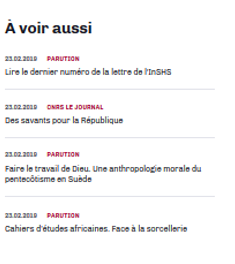 À voir aussi
23.02.2019 PARUTION
Lire le dernier numéro de la lettre de l'InSHS
23.02.2019 CNRS LE JOURNAL
Des savants pour la République
23.02.2019 PARUTION
Faire le travail de Dieu. Une anthropologie morale du
pentecôtisme en Suède
23.02.2019 PARUTION
Cahiers d'études africaines. Face à la sorcellerie